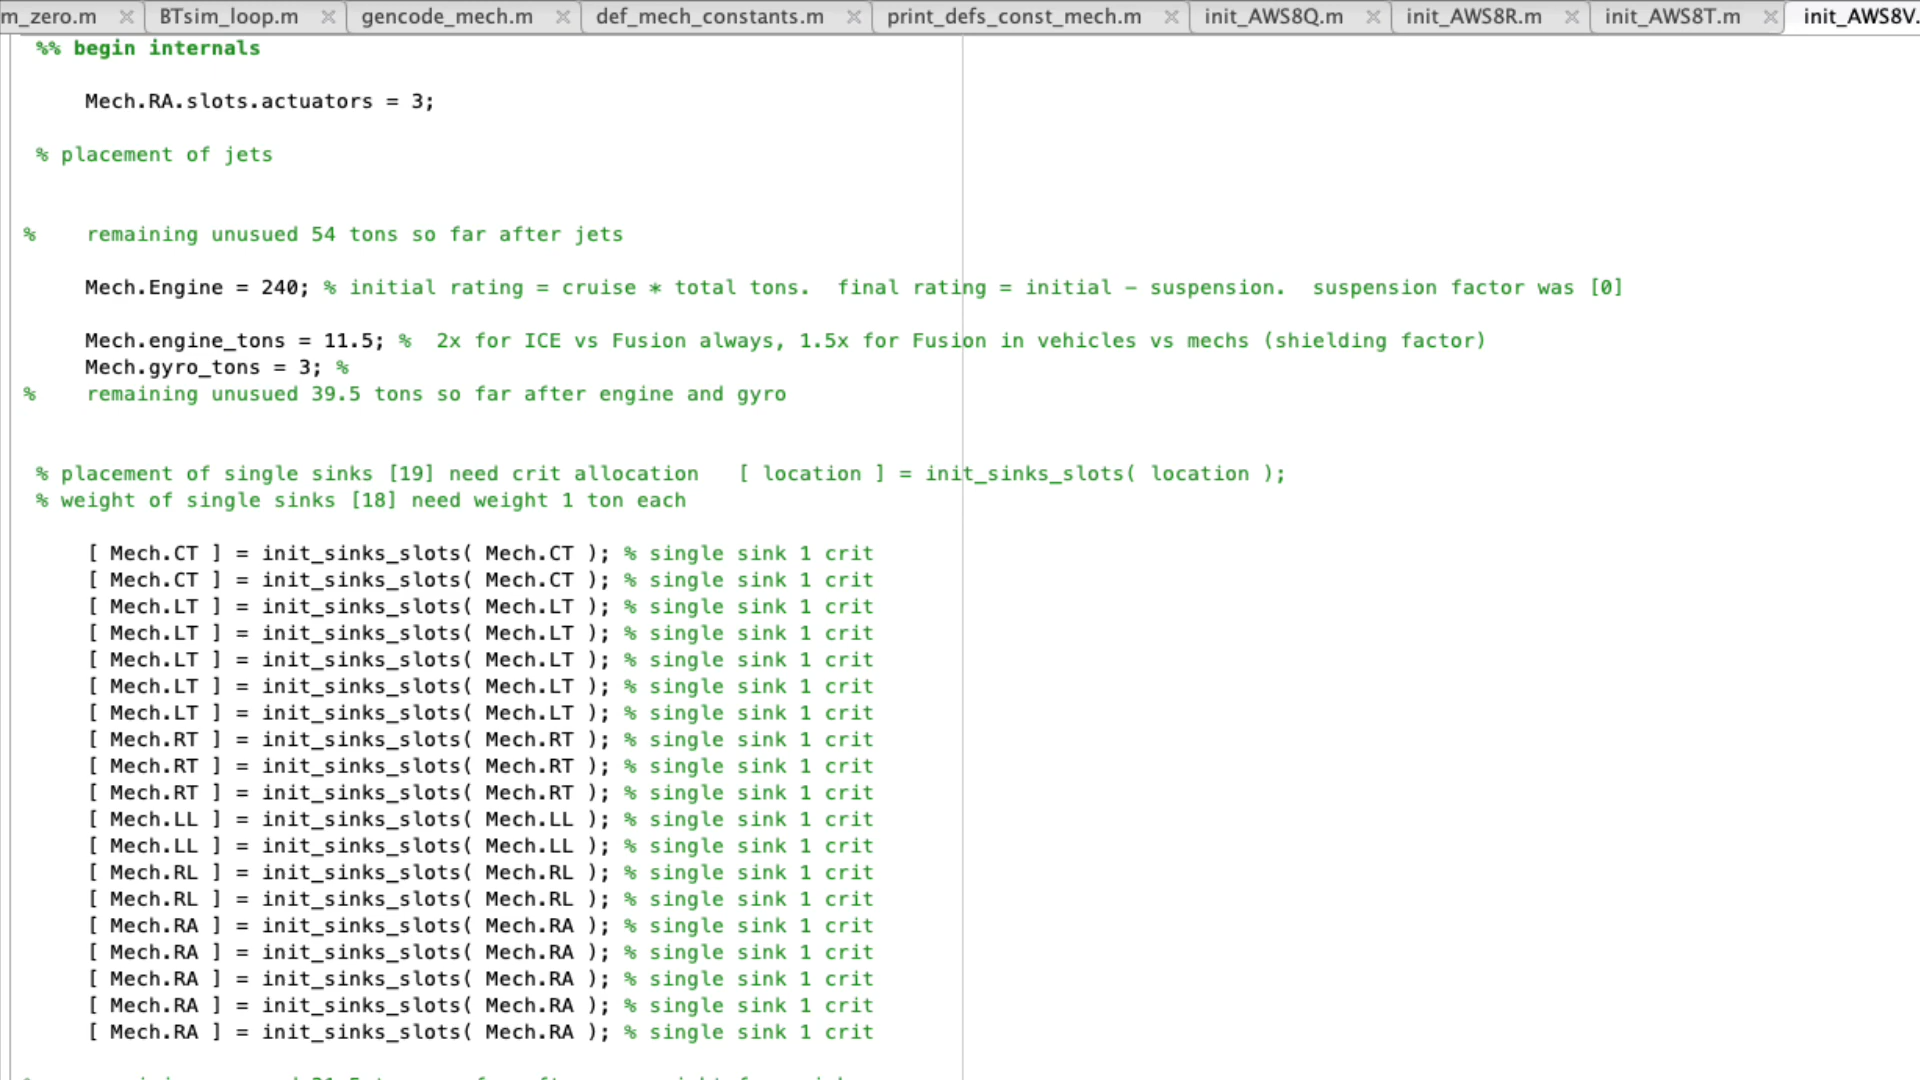 m_zero.m × BTsim_loop.m × gencode_mech.m × def_mech_constants.m × print_defs_const_mech.m × init_AWS8Q.m × init_AWS8R.m × init_AWS8T.m × init_AWS8V.
%% begin internals
Mech.RA.slots.actuators = 3;
% placement of jets
% remaining unusued 54 tons so far after jets
Mech.Engine = 240; % initial rating = cruise * total tons. final rating = initial - suspension. suspension factor was [0]
Mech.engine_tons = 11.5; % 2x for ICE vs Fusion always, 1.5x for Fusion in vehicles vs mechs (shielding factor)
Mech.gyro_tons = 3; %
% remaining unusued 39.5 tons so far after engine and gyro
% placement of single sinks [19] need crit allocation [ location ] = init_sinks_slots( location );
% weight of single sinks [18] need weight 1 ton each
[ Mech.CT ] = init_sinks_slots( Mech.CT ); % single sink 1 crit
[ Mech.CT ] = init_sinks_slots( Mech.CT ); % single sink 1 crit
[ Mech.LT ] = init_sinks_slots( Mech.LT ); % single sink 1 crit
[ Mech.LT ] = init_sinks_slots( Mech.LT ); % single sink 1 crit
[ Mech.LT ] = init_sinks_slots( Mech.LT ); % single sink 1 crit
[ Mech.LT ] = init_sinks_slots( Mech.LT ); % single sink 1 crit
[ Mech.LT ] = init_sinks_slots( Mech.LT ); % single sink 1 crit
[ Mech.RT ] = init_sinks_slots( Mech.RT ); % single sink 1 crit
[ Mech.RT ] = init_sinks_slots( Mech.RT ); % single sink 1 crit
[ Mech.RT ] = init_sinks_slots( Mech.RT ); % single sink 1 crit
[ Mech.LL ] = init_sinks_slots( Mech.LL ); % single sink 1 crit
[ Mech.LL ] = init_sinks_slots( Mech.LL ); % single sink 1 crit
[ Mech.RL ] = init_sinks_slots( Mech.RL ); % single sink 1 crit
[ Mech.RL ] = init_sinks_slots( Mech.RL ); % single sink 1 crit
[ Mech.RA ] = init_sinks_slots( Mech.RA ); % single sink 1 crit
[ Mech.RA ] = init_sinks_slots( Mech.RA ); % single sink 1 crit
[ Mech.RA ] = init_sinks_slots( Mech.RA ); % single sink 1 crit
[ Mech.RA ] = init_sinks_slots( Mech.RA ); % single sink 1 crit
[ Mech.RA ] = init_sinks_slots( Mech.RA ); % single sink 1 crit